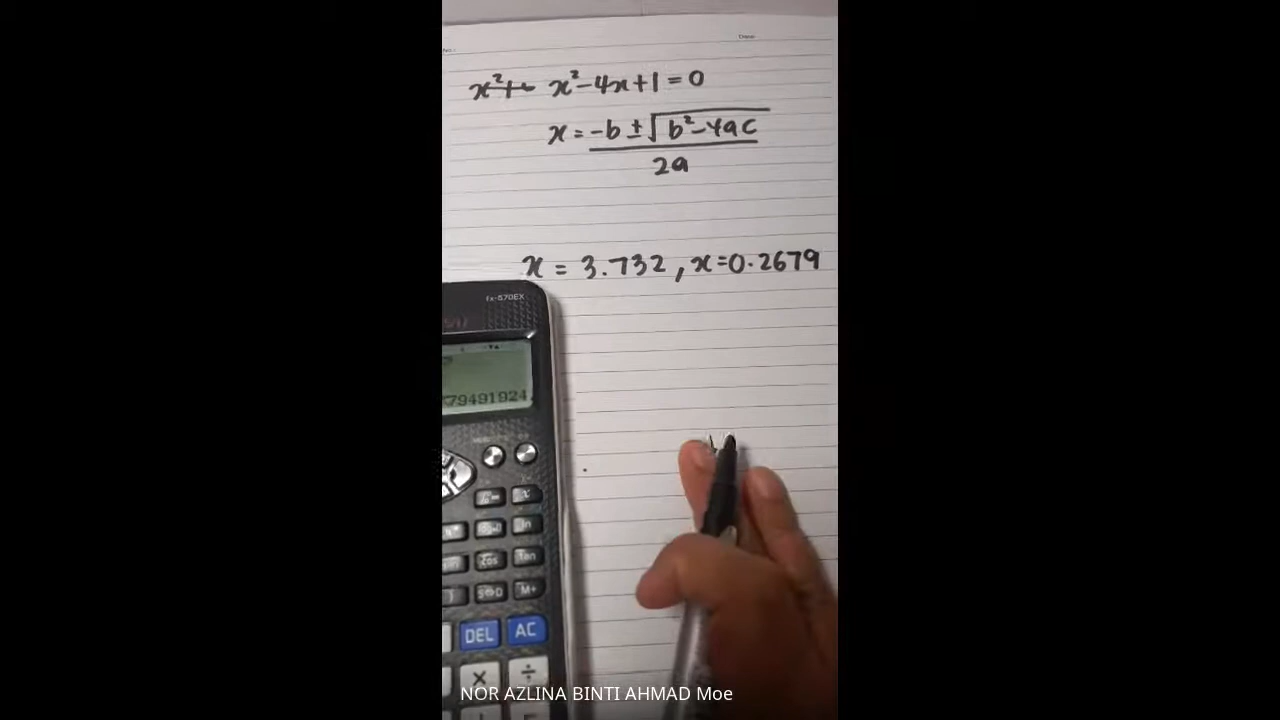 x² - 4x + 1 = 0
x = -b ± √b² - 4ac
2a
x = 3.732 , x = 0.2679
fx-570EX
79491924
DEL AC
× ÷
NOR AZLINA BINTI AHMAD Moe